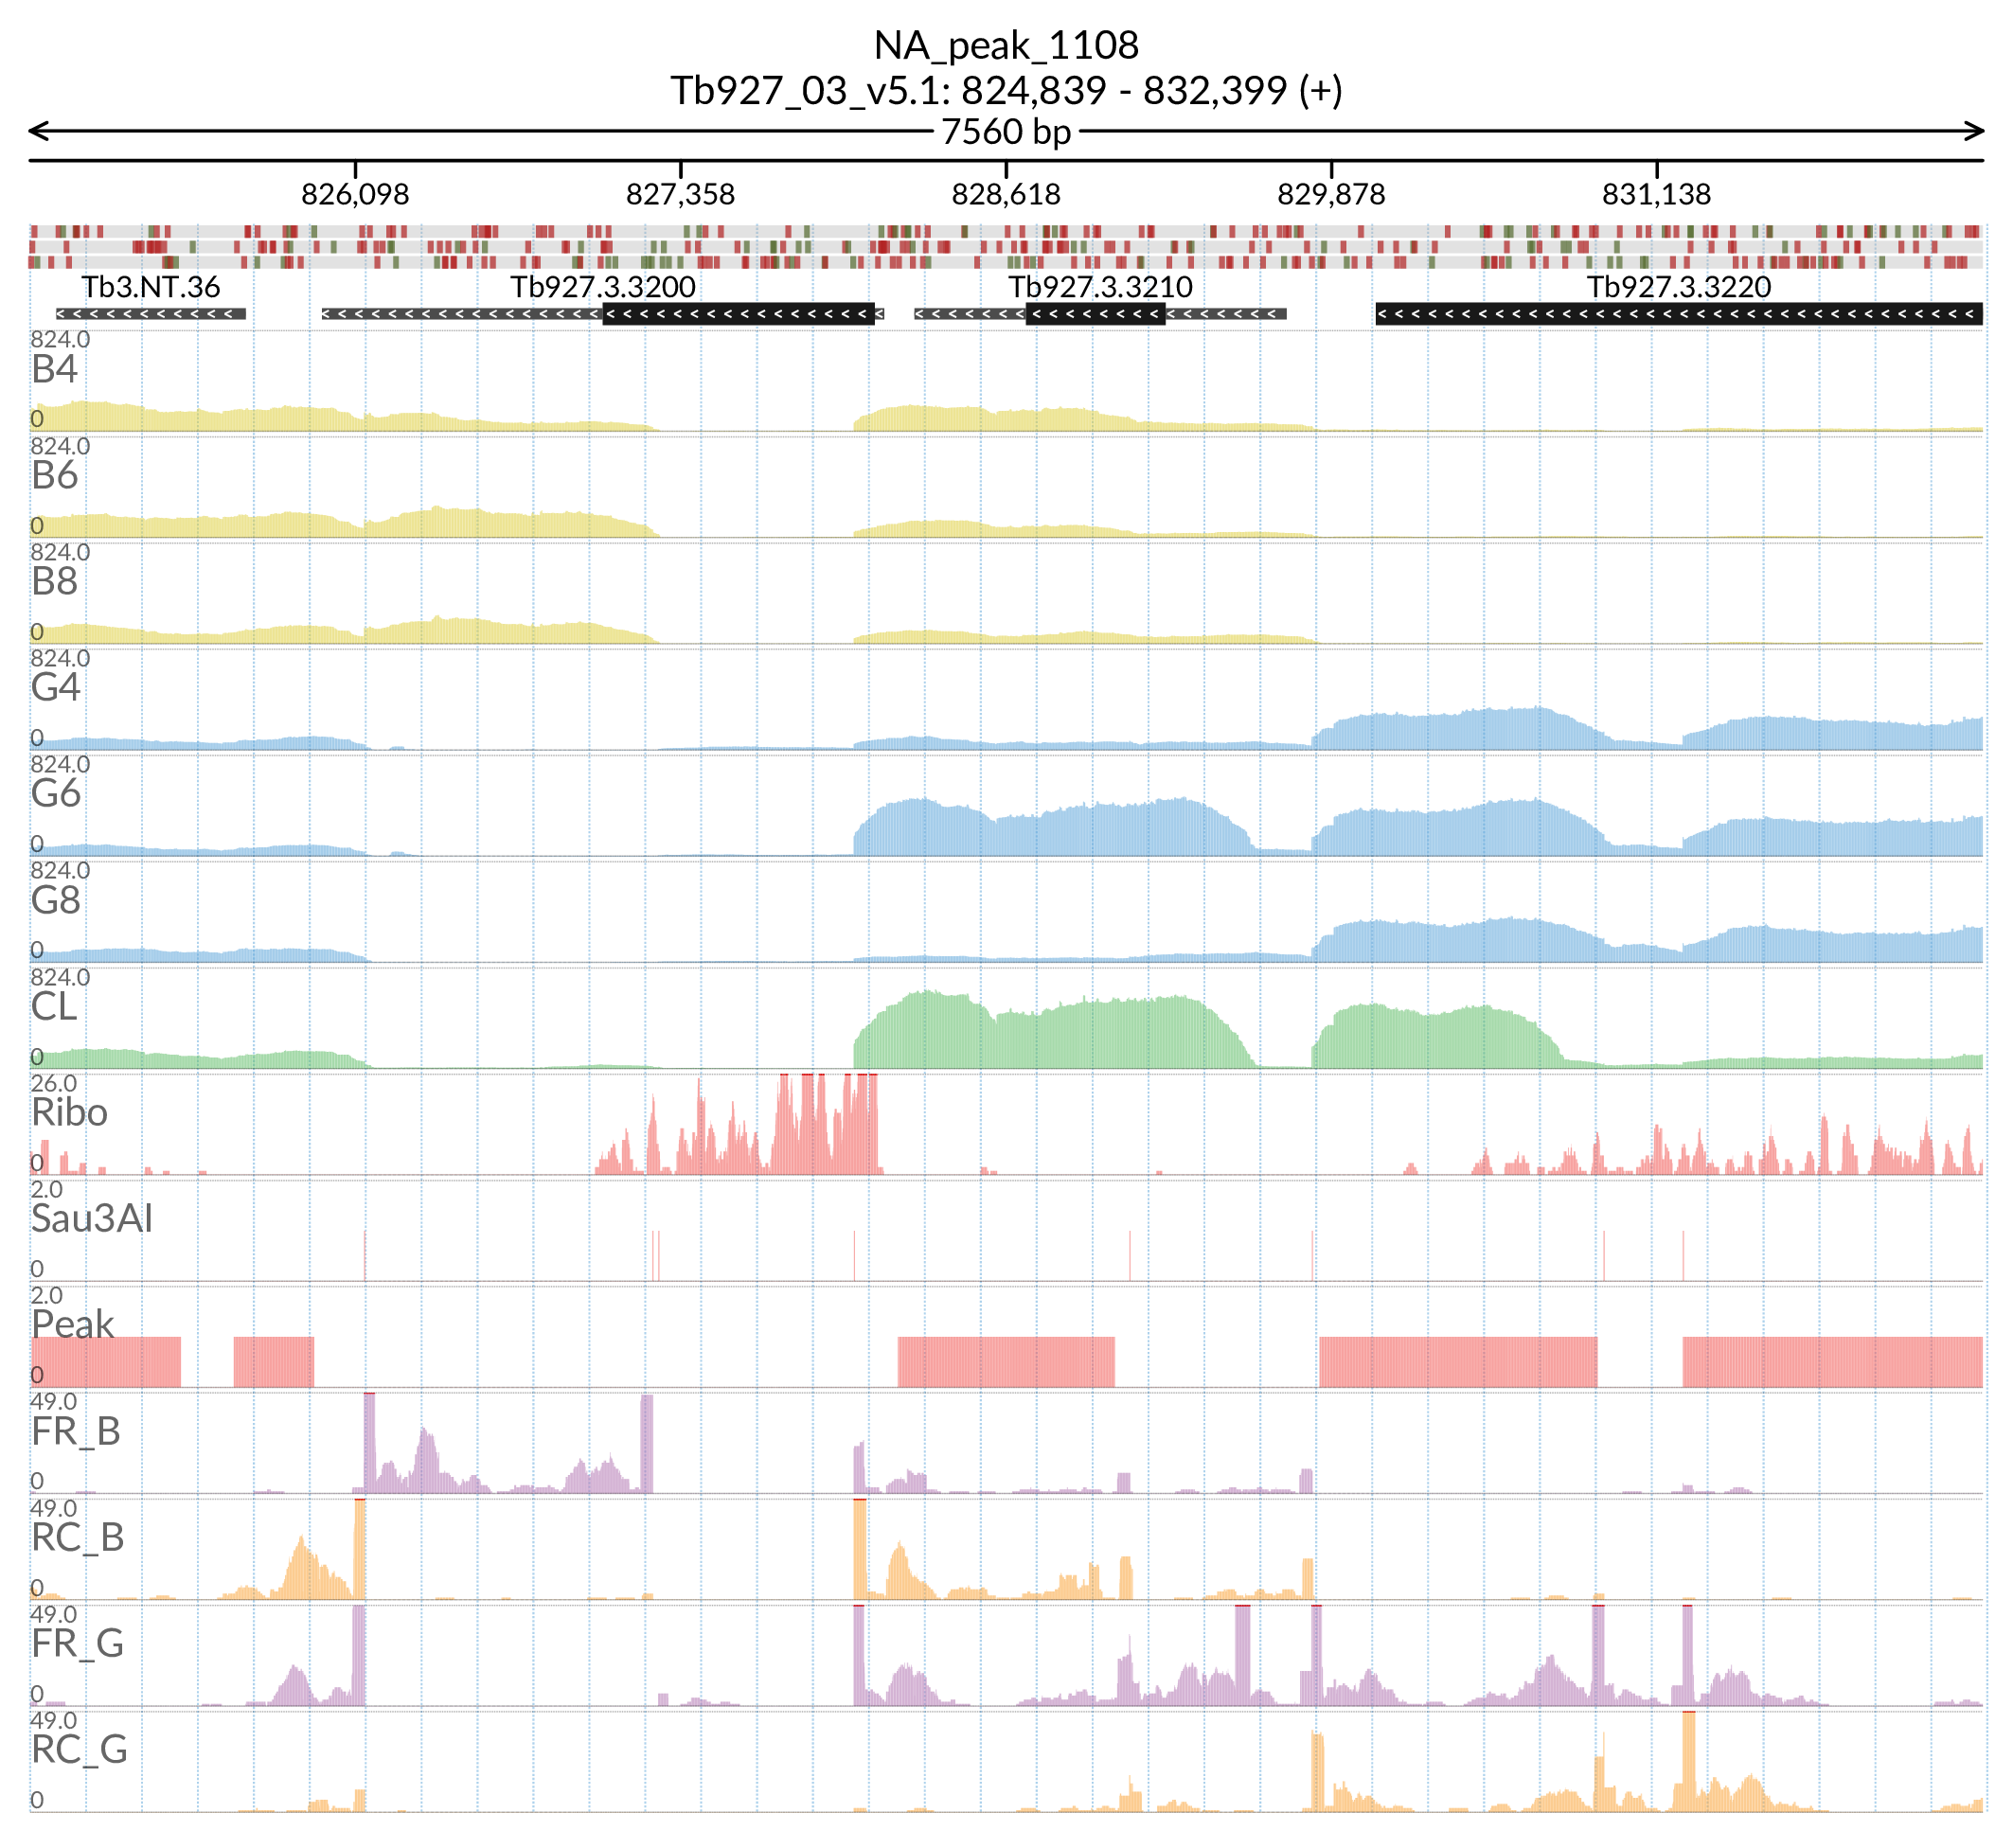 NA_peak_1108
Tb927_03_v5.1: 824,839 - 832,399 (+)
7560 bp
826,098 827,358 828,618 829,878 831,138
Tb3.NT.36 Tb927.3.3200 Tb927.3.3210 Tb927.3.3220
824.0
B4
0
824.0
B6
0
824.0
B8
0
824.0
G4
0
824.0
G6
0
824.0
G8
0
824.0
CL
0
26.0
Ribo
0
2.0
Sau3AI
0
2.0
Peak
0
49.0
FR_B
0
49.0
RC_B
0
49.0
FR_G
0
49.0
RC_G
0